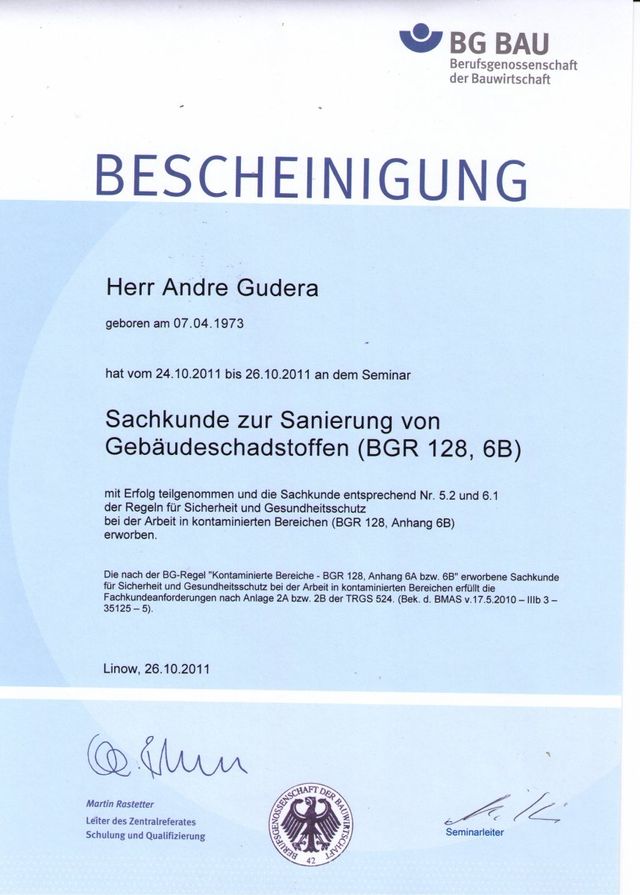 BG BAU
Berufsgenossenschaft
der Bauwirtschaft
BESCHEINIGUNG
Herr Andre Gudera
geboren am 07.04.1973
hat vom 24.10.2011 bis 26.10.2011 an dem Seminar
Sachkunde zur Sanierung von
Gebäudeschadstoffen (BGR 128, 6B)
mit Erfolg teilgenommen und die Sachkunde entsprechend Nr. 5.2 und 6.1
der Regeln für Sicherheit und Gesundheitsschutz
bei der Arbeit in kontaminierten Bereichen (BGR 128, Anhang 6B)
erworben.
Die nach der BG-Regel "Kontaminierte Bereiche - BGR 128, Anhang 6A bzw. 6B" erworbene Sachkunde
für Sicherheit und Gesundheitsschutz bei der Arbeit in kontaminierten Bereichen erfüllt die
Fachkundeanforderungen nach Anlage 2A bzw. 2B der TRGS 524. (Bek. d. BMAS v.17.5.2010 – IIIb 3 –
35125 – 5).
Linow, 26.10.2011
Martin Rastetter
Leiter des Zentralreferates
Schulung und Qualifizierung
BERUFSGENOSSENSCHAFT DER BAUWIRTSCHAFT
42
Seminarleiter